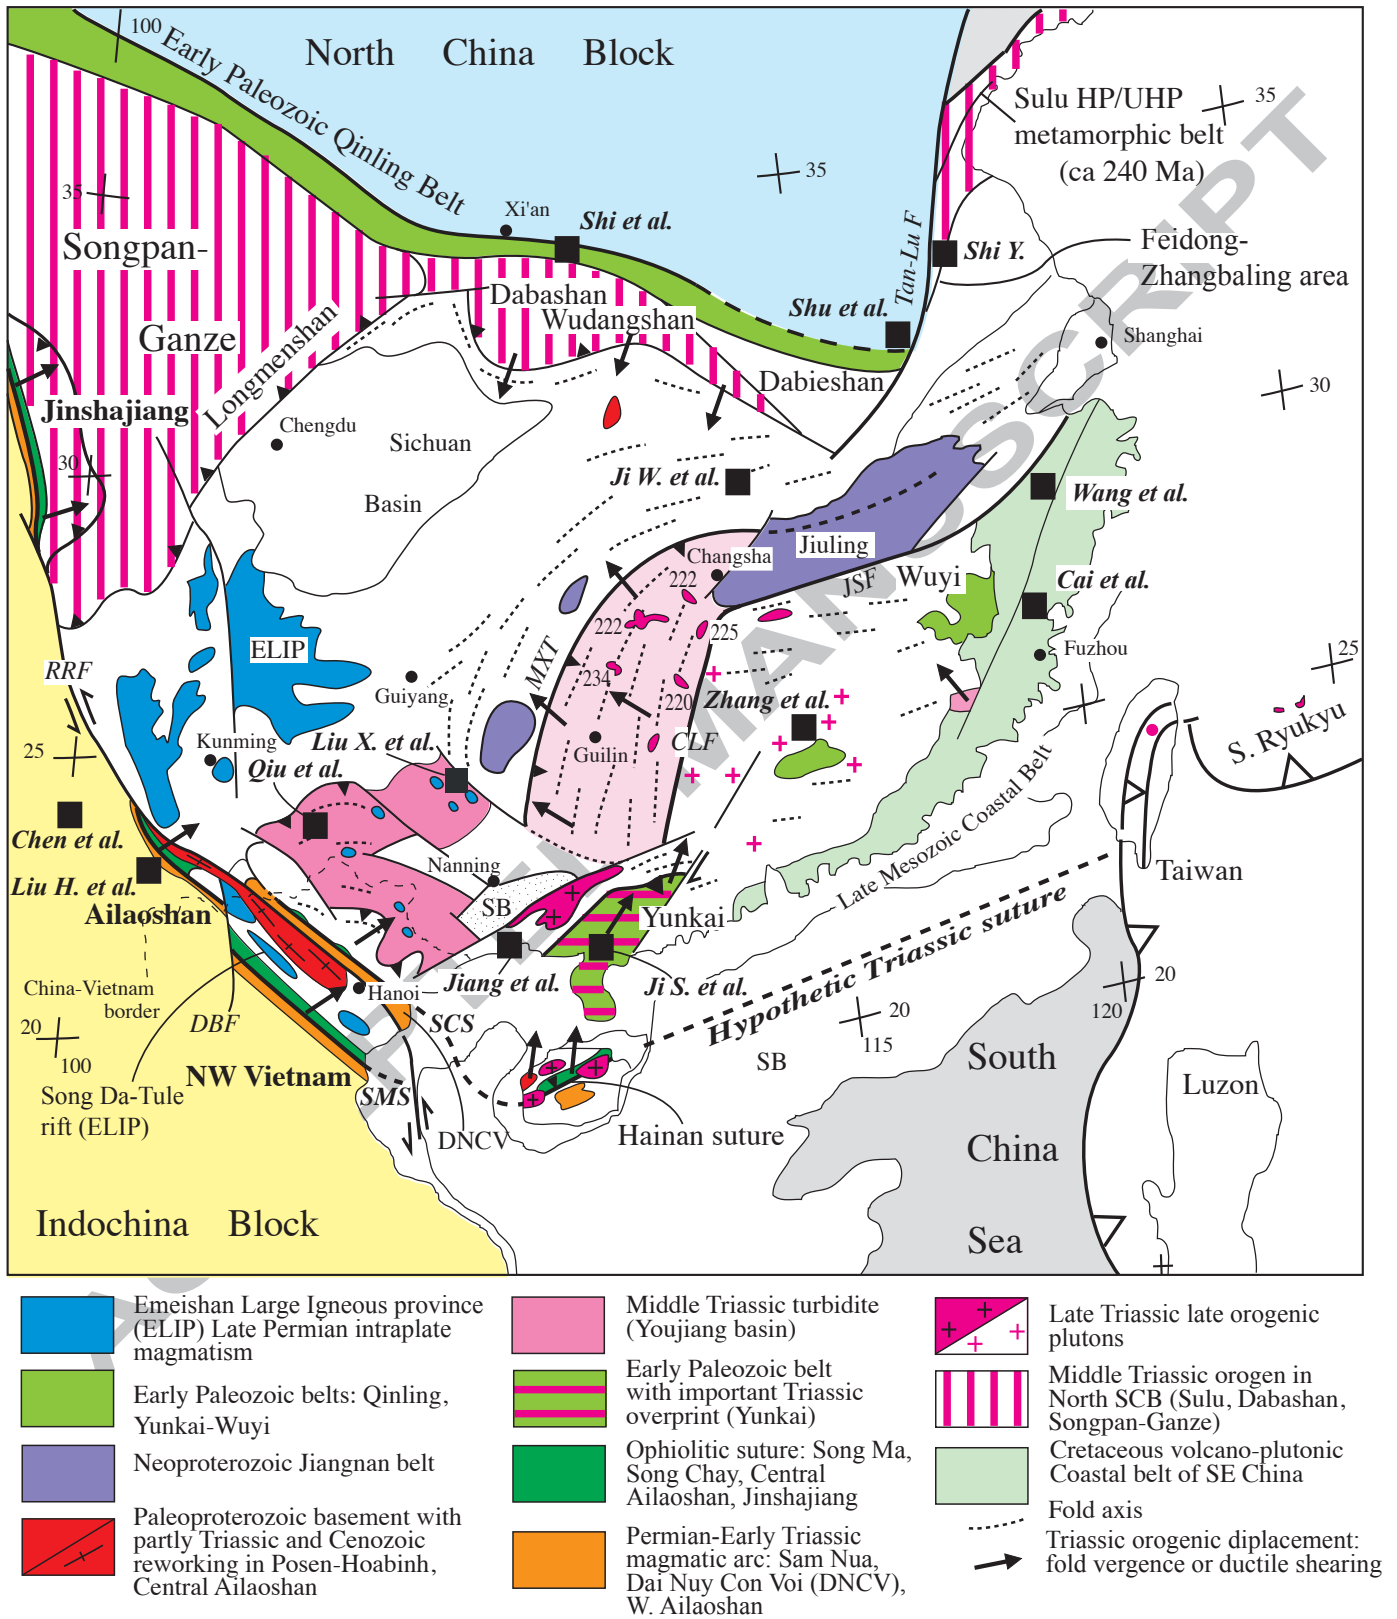 100
Early Paleozoic Qinling Belt
North China Block
Sulu HP/UHP
metamorphic belt
(ca 240 Ma)
35
35
35
Xi'an
Shi et al.
Tan-Lu F
Shi Y.
Feidong-
Zhangbaling area
Songpan-
Ganze
Dabashan
Wudangshan
Shu et al.
Shanghai
Longmenshan
Dabieshan
30
Jinshajiang
Chengdu
Sichuan
Basin
30
Ji W. et al.
Wang et al.
Jiuling
Changsha
JSF
Wuyi
Cai et al.
222
222
225
234
220
ELIP
MXT
Fuzhou
25
RRF
Guiyang
Zhang et al.
S. Ryukyu
Kunming
Liu X. et al.
Guilin
CLF
25
Qiu et al.
Late Mesozoic Coastal Belt
Chen et al.
Nanning
Taiwan
Liu H. et al.
Ailaoshan
SB
Yunkai
Hypothetic Triassic suture
China-Vietnam
border
Hanoi
Jiang et al.
Ji S. et al.
20
120
DBF
SCS
20
115
20
100
NW Vietnam
SMS
SB
South
China
Sea
Luzon
Song Da-Tule
rift (ELIP)
DNCV
Hainan suture
Indochina Block
MANUSCRIPT
Emeishan Large Igneous province
(ELIP) Late Permian intraplate
magmatism
Early Paleozoic belts: Qinling,
Yunkai-Wuyi
Neoproterozoic Jiangnan belt
Paleoproterozoic basement with
partly Triassic and Cenozoic
reworking in Posen-Hoabinh,
Central Ailaoshan
Middle Triassic turbidite
(Youjiang basin)
Early Paleozoic belt
with important Triassic
overprint (Yunkai)
Ophiolitic suture: Song Ma,
Song Chay, Central
Ailaoshan, Jinshajiang
Permian-Early Triassic
magmatic arc: Sam Nua,
Dai Nuy Con Voi (DNCV),
W. Ailaoshan
Late Triassic late orogenic
plutons
Middle Triassic orogen in
North SCB (Sulu, Dabashan,
Songpan-Ganze)
Cretaceous volcano-plutonic
Coastal belt of SE China
Fold axis
Triassic orogenic diplacement:
fold vergence or ductile shearing